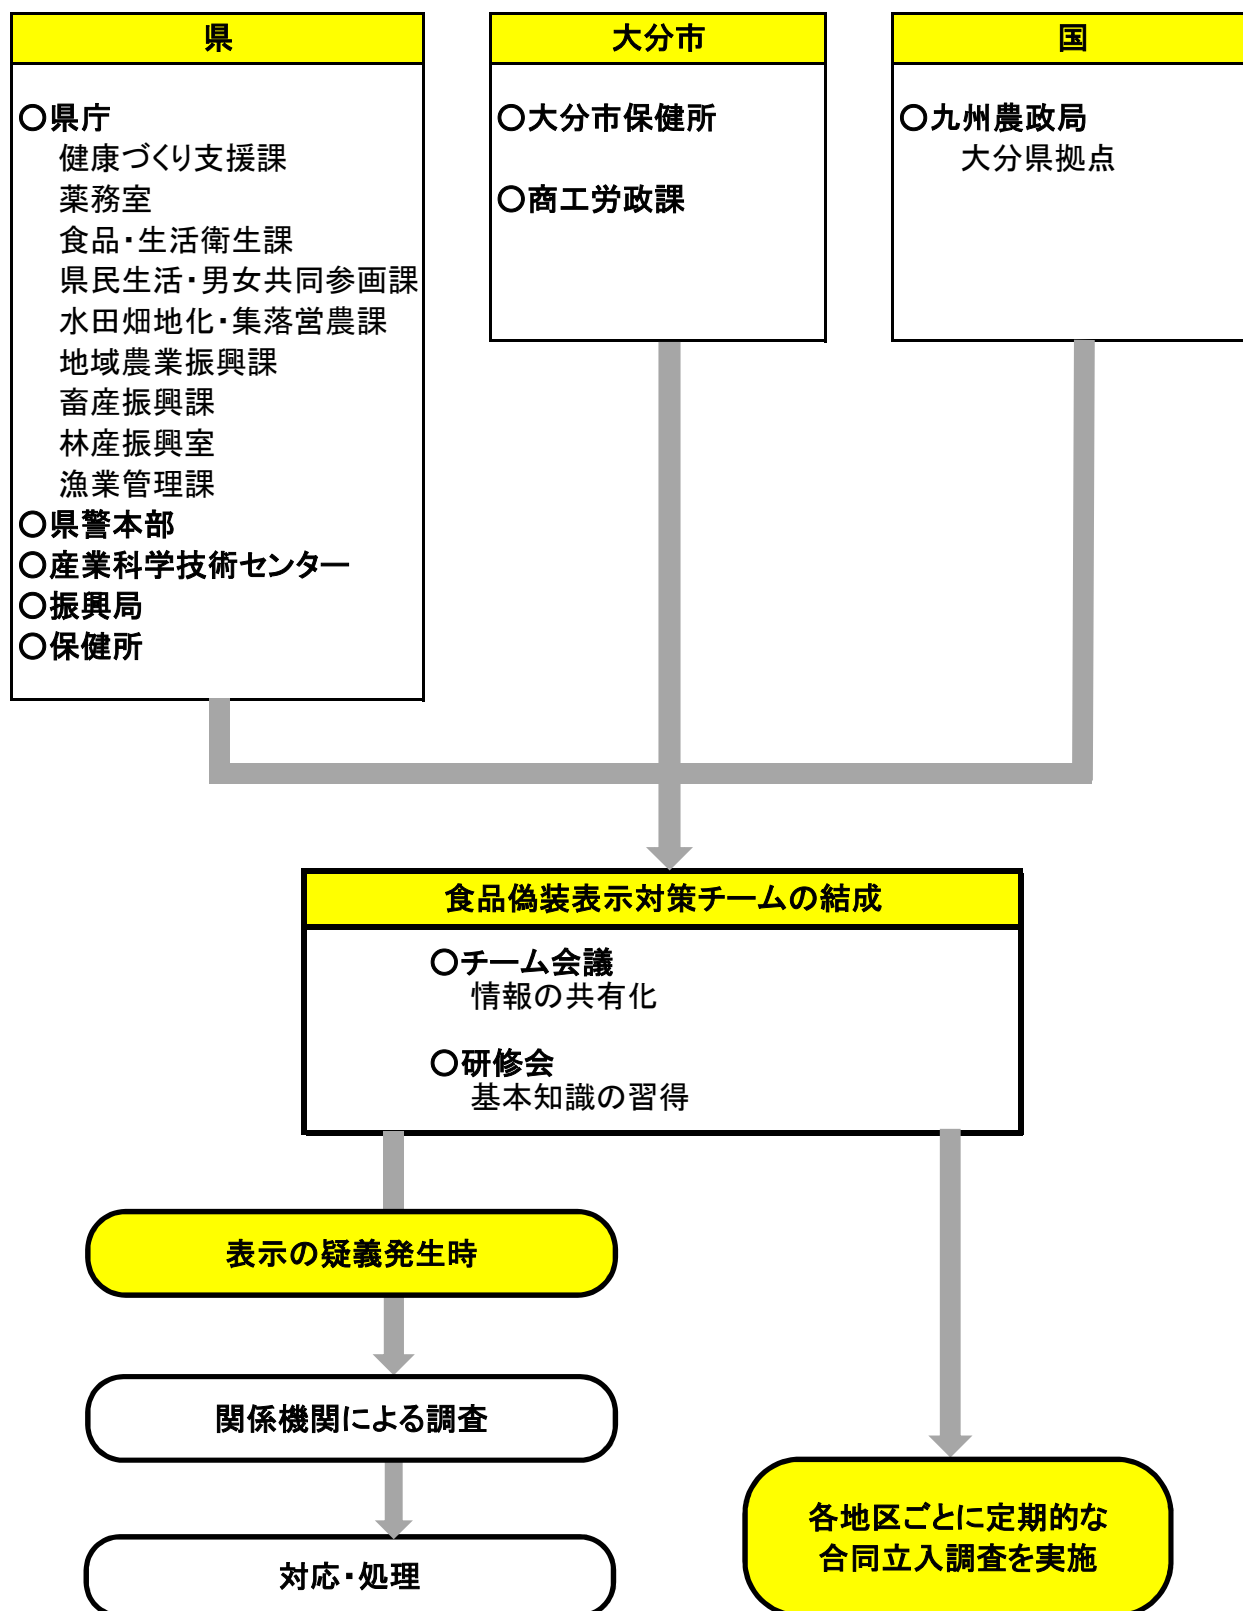 県
○県庁
健康づくり支援課
薬務室
食品・生活衛生課
県民生活・男女共同参画課
水田畑地化・集落営農課
地域農業振興課
畜産振興課
林産振興室
漁業管理課
○県警本部
○産業科学技術センター
○振興局
○保健所
大分市
○大分市保健所
○商工労政課
国
○九州農政局
大分県拠点
食品偽装表示対策チームの結成
○チーム会議
情報の共有化
○研修会
基本知識の習得
表示の疑義発生時
関係機関による調査
対応・処理
各地区ごとに定期的な
合同立入調査を実施